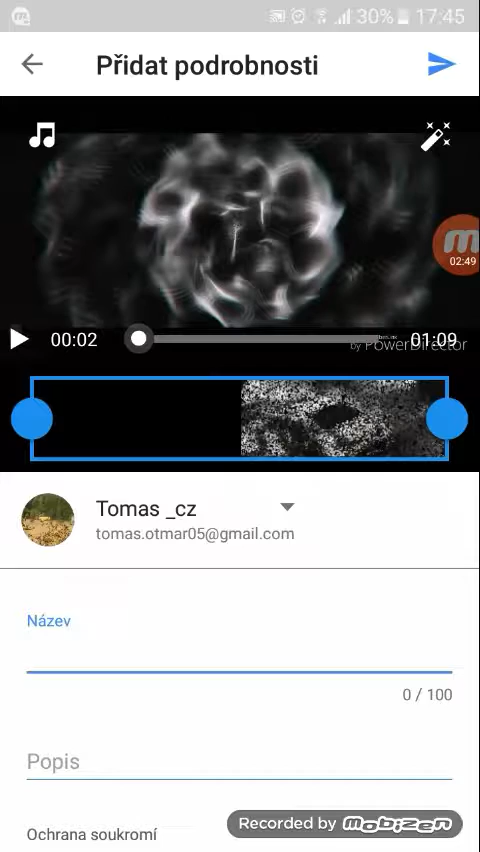 30% 17:45
Přidat podrobnosti
02:49
00:02
01:09
by PowerDirector
Tomas _cz
tomas.otmar05@gmail.com
Název
0 / 100
Popis
Ochrana soukromí
Recorded by mobizen